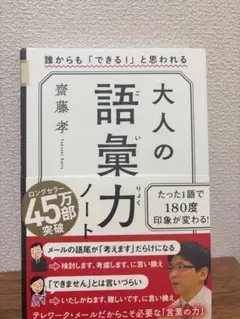 誰からも「できる!」と思われる
大人の
語彙力
ごい
りょく
ノート
齋藤 孝
Takashi Saito
ロングセラー
45万部
突破
たった1語で
180度
印象が変わる!
メールの語尾が「考えます」だらけになる
検討します、考慮します、に言い換え
「できません」とは言いづらい
いたしかねます、難しいです、に言い換え
テレワーク・メールだからこそ必要な「言葉の力」